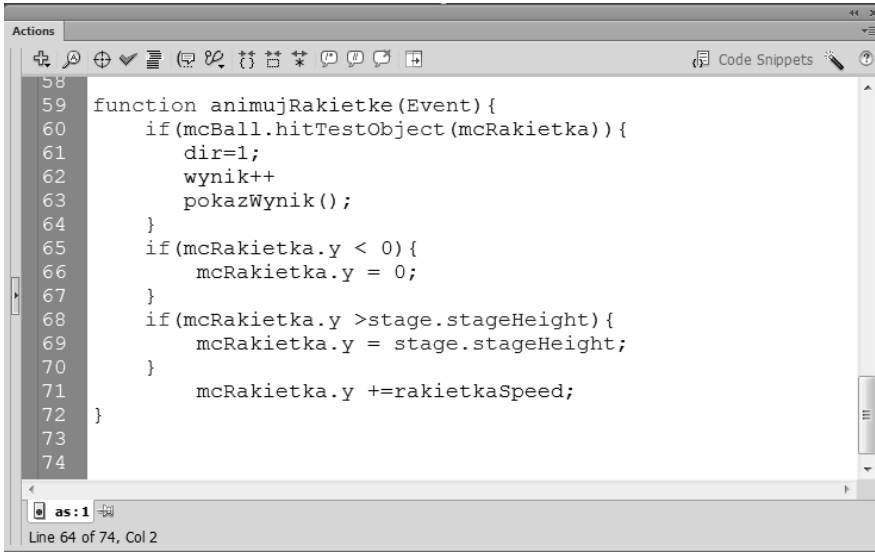 Actions
Code Snippets
58
59 function animujRakietke(Event){
60 if(mcBall.hitTestObject(mcRakietka)){
61 dir=1;
62 wynik++
63 pokazWynik();
64 }
65 if(mcRakietka.y < 0){
66 mcRakietka.y = 0;
67 }
68 if(mcRakietka.y >stage.stageHeight){
69 mcRakietka.y = stage.stageHeight;
70 }
71 mcRakietka.y +=rakietkaSpeed;
72 }
73
74
as:1
Line 64 of 74, Col 2